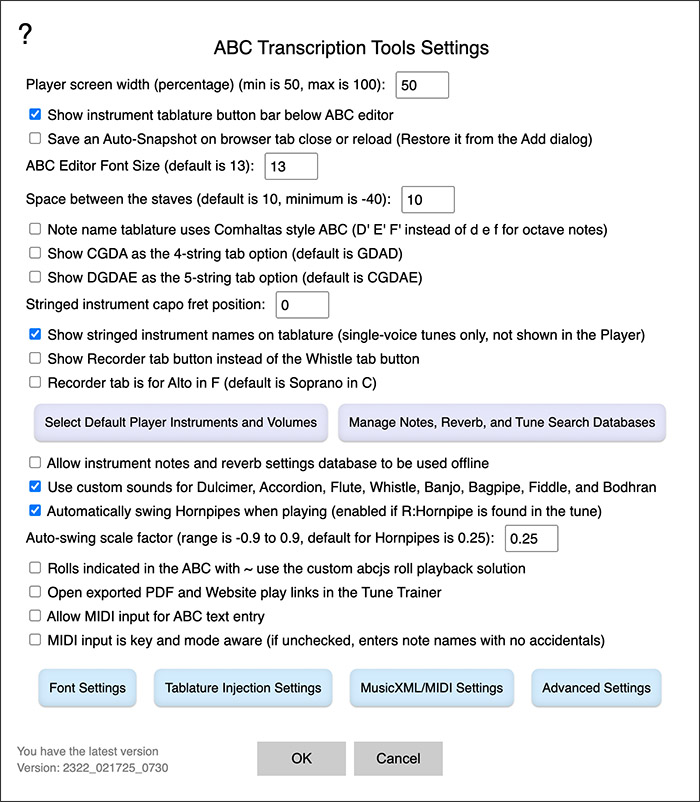 ?
ABC Transcription Tools Settings
Player screen width (percentage) (min is 50, max is 100): 50
Show instrument tablature button bar below ABC editor
Save an Auto-Snapshot on browser tab close or reload (Restore it from the Add dialog)
ABC Editor Font Size (default is 13): 13
Space between the staves (default is 10, minimum is -40): 10
Note name tablature uses Comhaltas style ABC (D' E' F' instead of d e f for octave notes)
Show CGDA as the 4-string tab option (default is GDAD)
Show DGDAE as the 5-string tab option (default is CGDAE)
Stringed instrument capo fret position: 0
Show stringed instrument names on tablature (single-voice tunes only, not shown in the Player)
Show Recorder tab button instead of the Whistle tab button
Recorder tab is for Alto in F (default is Soprano in C)
Select Default Player Instruments and Volumes Manage Notes, Reverb, and Tune Search Databases
Allow instrument notes and reverb settings database to be used offline
Use custom sounds for Dulcimer, Accordion, Flute, Whistle, Banjo, Bagpipe, Fiddle, and Bodhran
Automatically swing Hornpipes when playing (enabled if R:Hornpipe is found in the tune)
Auto-swing scale factor (range is -0.9 to 0.9, default for Hornpipes is 0.25): 0.25
Rolls indicated in the ABC with ~ use the custom abcjs roll playback solution
Open exported PDF and Website play links in the Tune Trainer
Allow MIDI input for ABC text entry
MIDI input is key and mode aware (if unchecked, enters note names with no accidentals)
Font Settings Tablature Injection Settings MusicXML/MIDI Settings Advanced Settings
You have the latest version
Version: 2322_021725_0730
OK Cancel